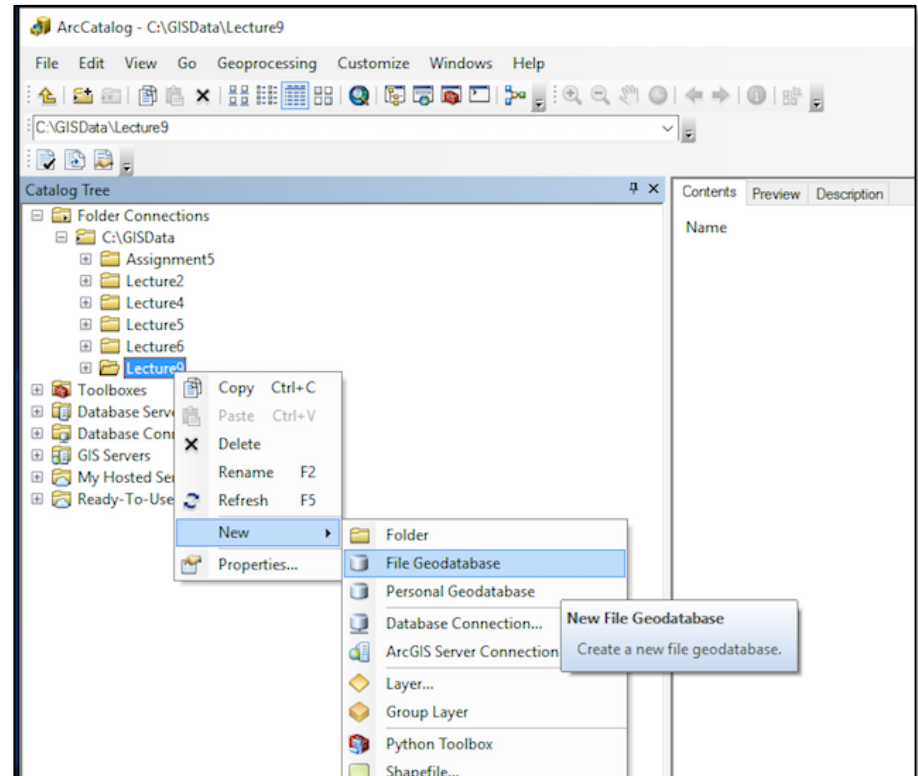 ArcCatalog - C:\GISData\Lecture9
File Edit View Go Geoprocessing Customize Windows Help
C:\GISData\Lecture9
Catalog Tree
Contents Preview Description
Name
Folder Connections
C:\GISData
Assignment5
Lecture2
Lecture4
Lecture5
Lecture6
Lecture9
Toolboxes
Database Serv
Database Con
GIS Servers
My Hosted Ser
Ready-To-Use
Copy Ctrl+C
Paste Ctrl+V
Delete
Rename F2
Refresh F5
New
Properties...
Folder
File Geodatabase
Personal Geodatabase
Database Connection...
ArcGIS Server Connection
Layer...
Group Layer
Python Toolbox
Shapefile...
New File Geodatabase
Create a new file geodatabase.